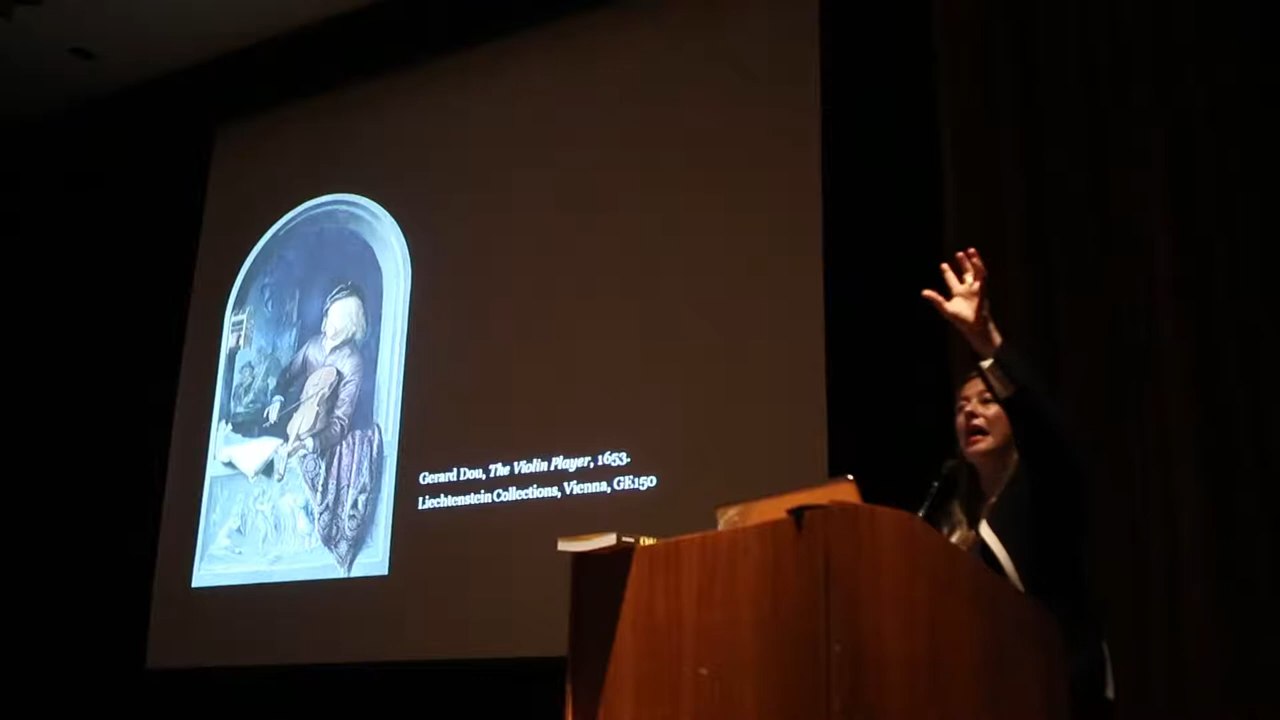 Gerard Dou, The Violin Player, 1653.
Liechtenstein Collections, Vienna, GE150